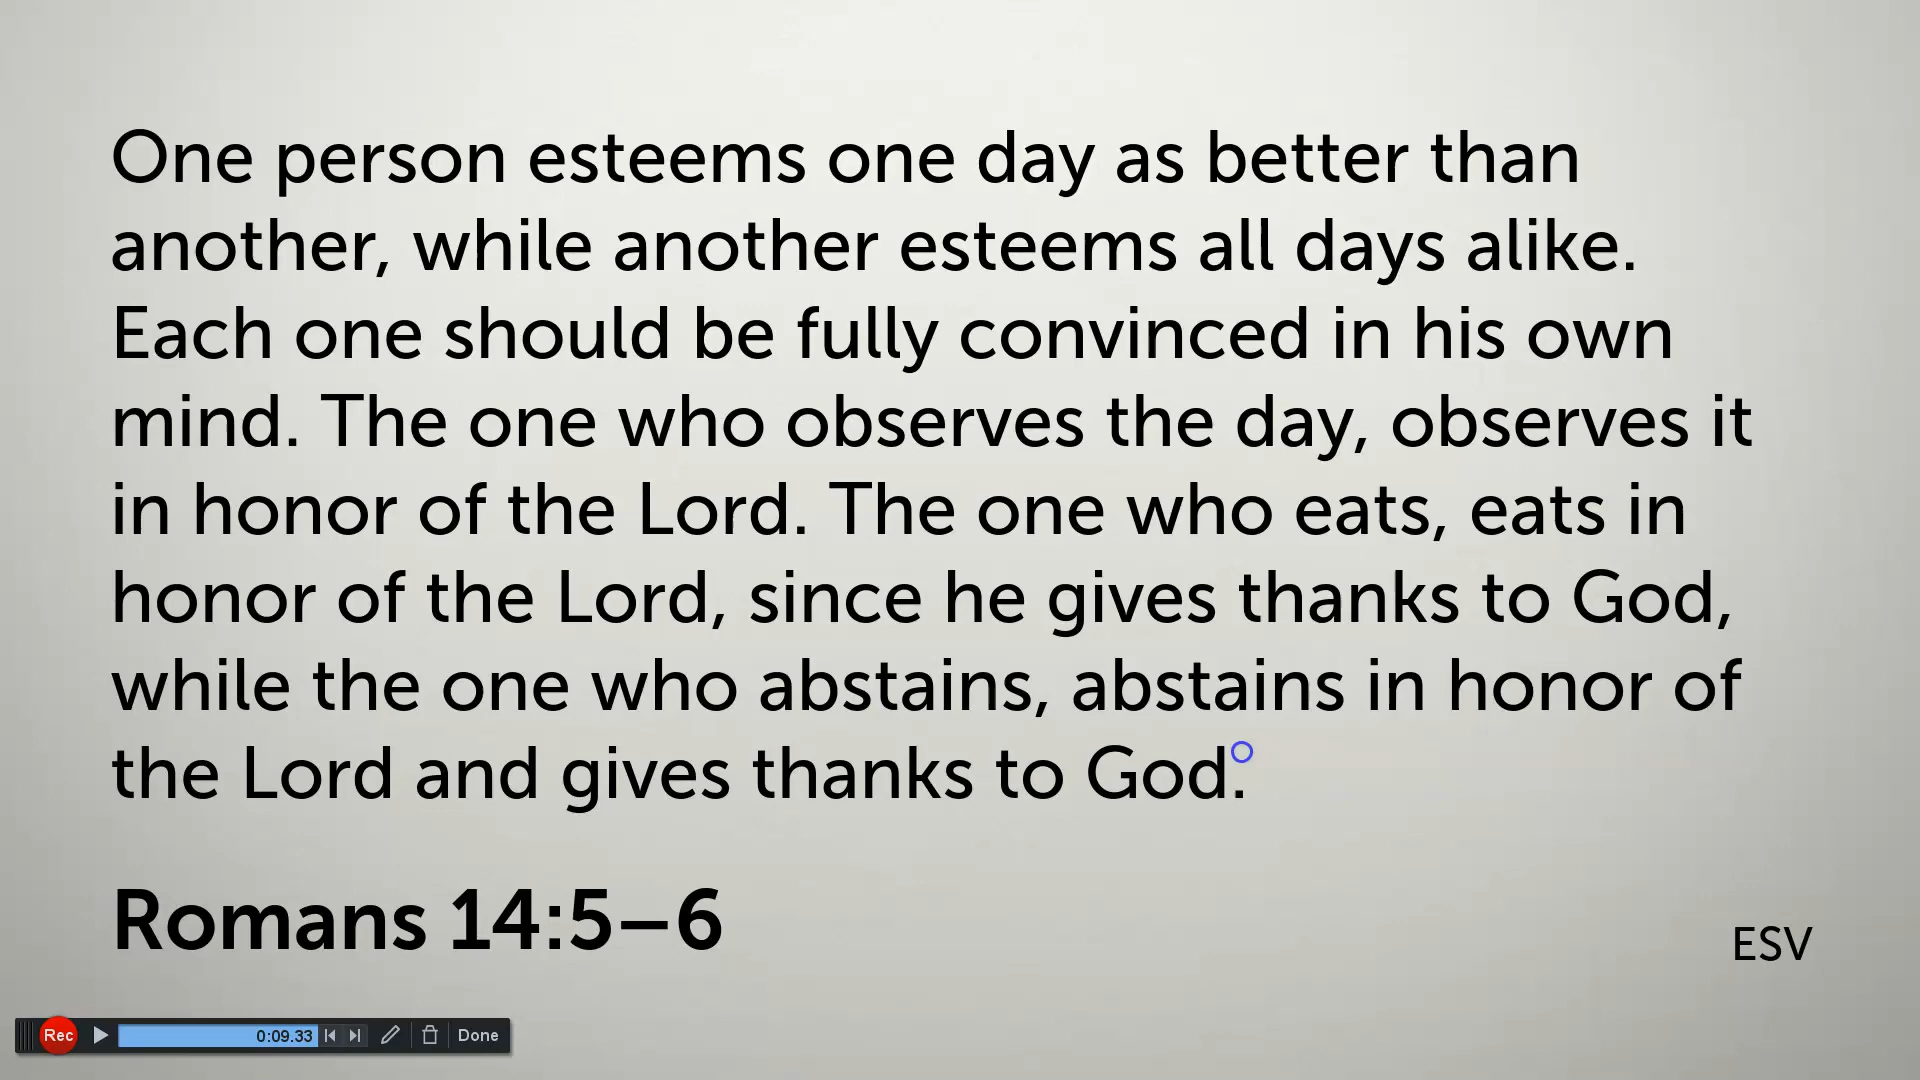 One person esteems one day as better than
another, while another esteems all days alike.
Each one should be fully convinced in his own
mind. The one who observes the day, observes it
in honor of the Lord. The one who eats, eats in
honor of the Lord, since he gives thanks to God,
while the one who abstains, abstains in honor of
the Lord and gives thanks to God.
Romans 14:5–6
ESV
Rec 0:09.33 Done